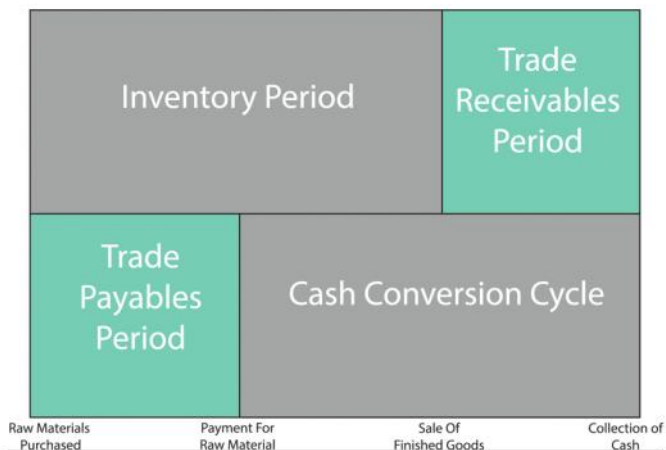 Inventory Period
Trade
Receivables
Period
Trade
Payables
Period
Cash Conversion Cycle
Raw Materials
Purchased
Payment For
Raw Material
Sale Of
Finished Goods
Collection of
Cash